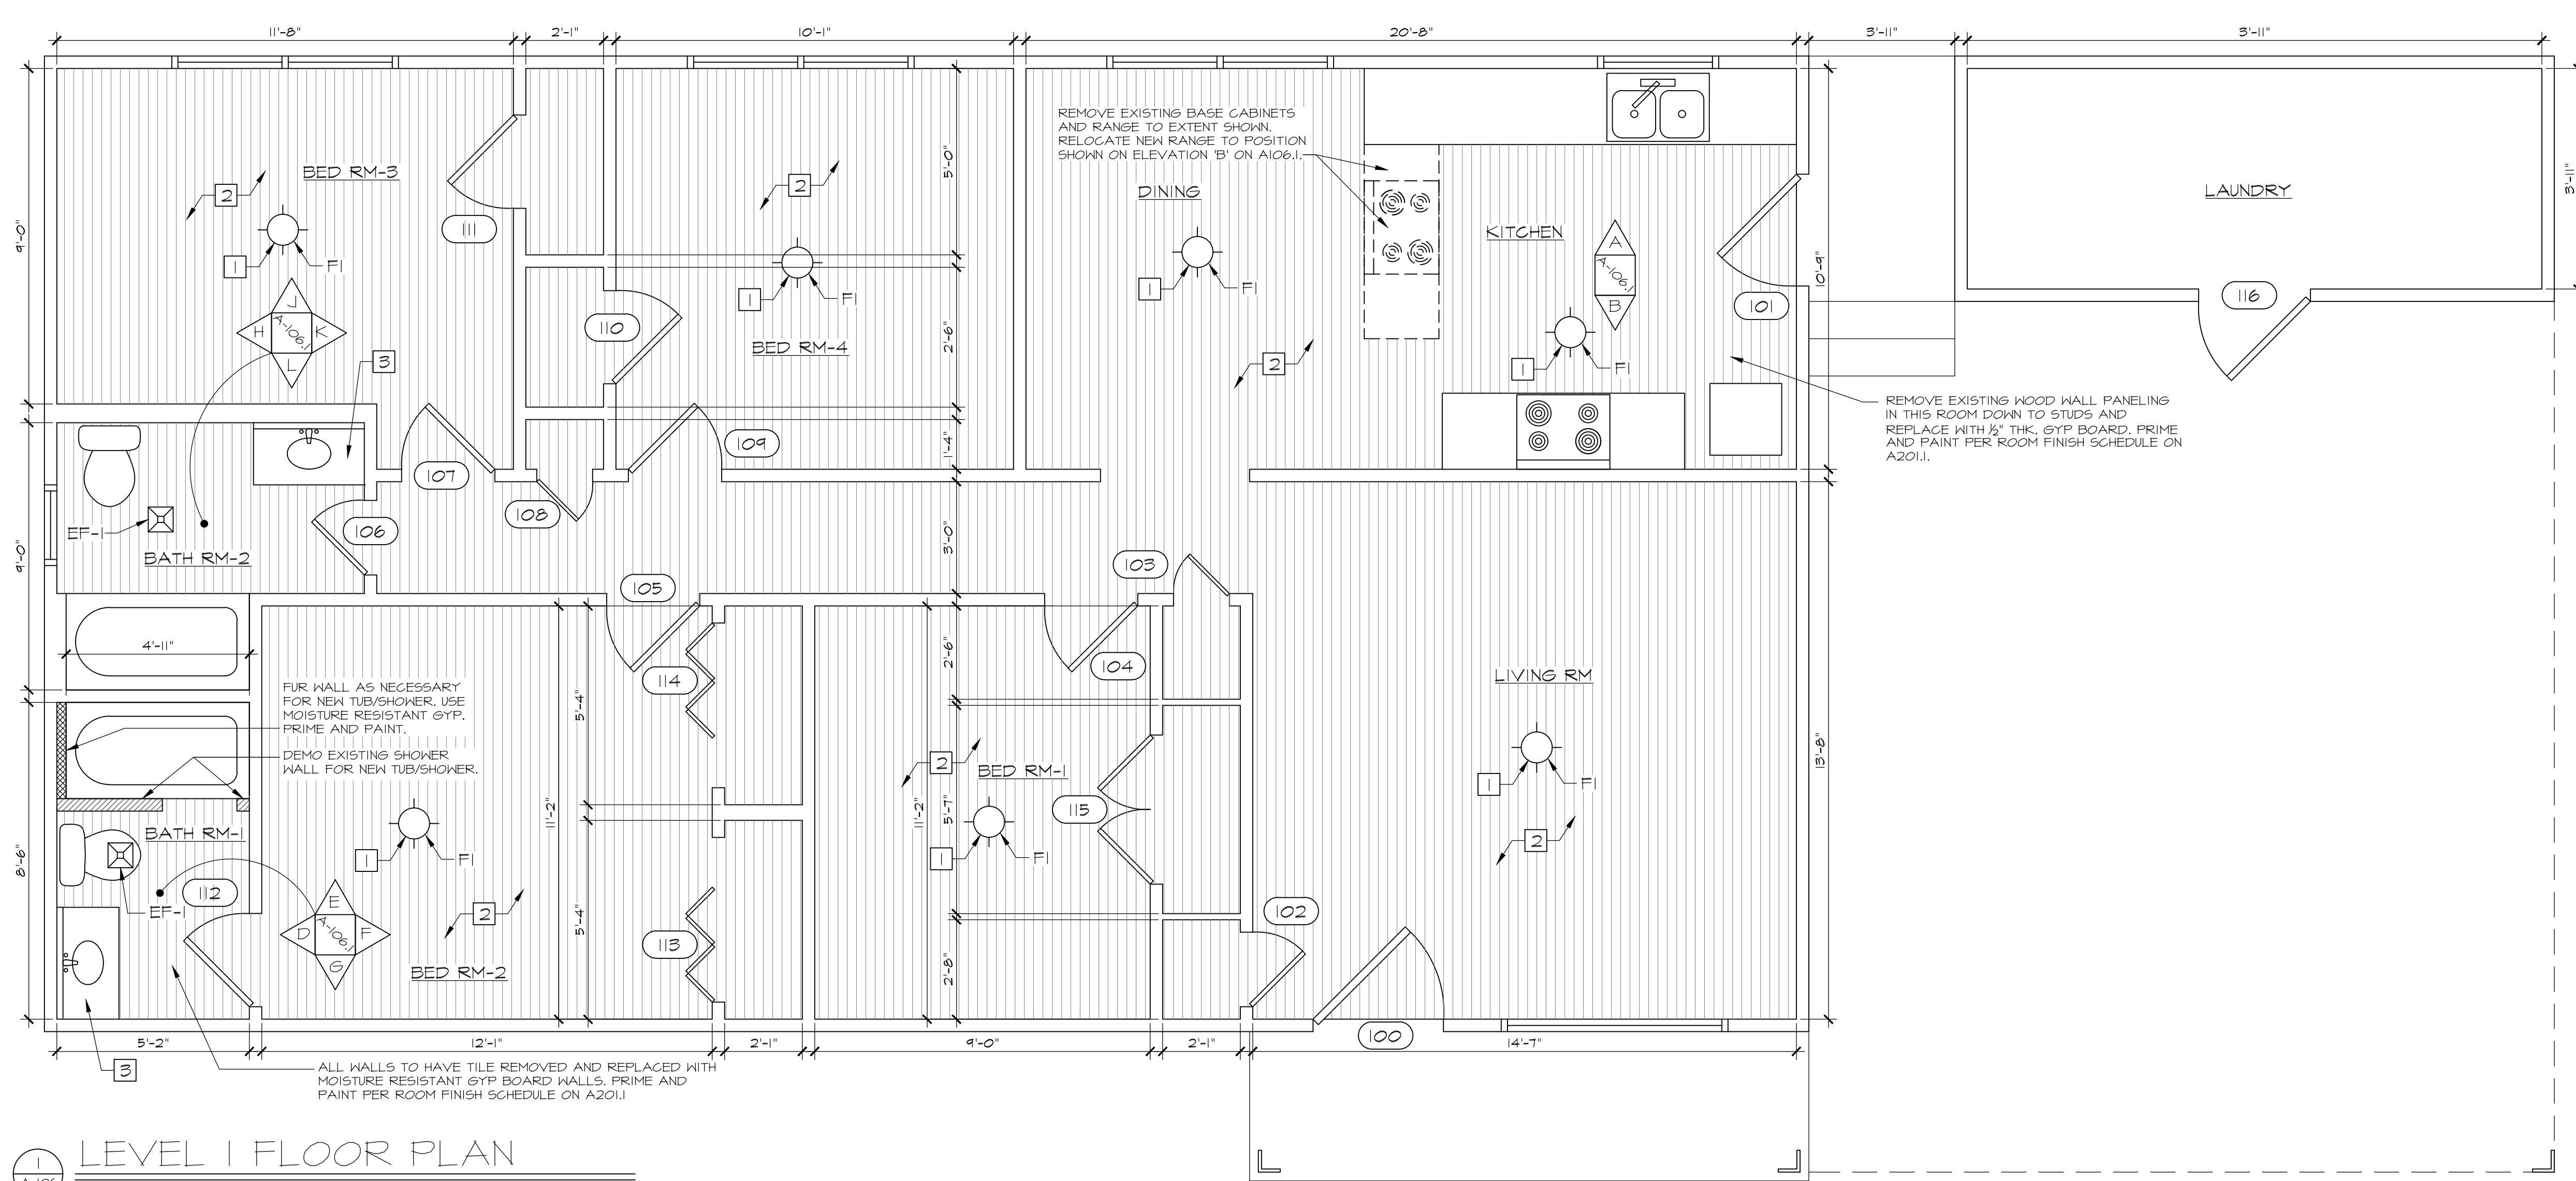 11'-8"
2'-1"
10'-1"
20'-8"
3'-11"
3'-11"
9'-0"
9'-0"
8'-6"
BED RM-3
2
1
F1
J
H
A-106.1
K
L
3
111
BED RM-4
2
1
F1
110
109
5'-0"
2'-6"
1'-4"
3'-0"
REMOVE EXISTING BASE CABINETS
AND RANGE TO EXTENT SHOWN.
RELOCATE NEW RANGE TO POSITION
SHOWN ON ELEVATION 'B' ON A106.1.
DINING
1
F1
2
KITCHEN
A
A-106.1
B
1
F1
101
10'-9"
LAUNDRY
116
3'-11"
REMOVE EXISTING WOOD WALL PANELING
IN THIS ROOM DOWN TO STUDS AND
REPLACE WITH ½" THK. GYP BOARD. PRIME
AND PAINT PER ROOM FINISH SCHEDULE ON
A201.1.
EF-1
BATH RM-2
106
107
108
105
103
104
4'-11"
FUR WALL AS NECESSARY
FOR NEW TUB/SHOWER. USE
MOISTURE RESISTANT GYP.
PRIME AND PAINT.
DEMO EXISTING SHOWER
WALL FOR NEW TUB/SHOWER.
BATH RM-1
112
EF-1
1
F1
E
D
A-106.1
F
G
2
BED RM-2
11'-2"
5'-4"
5'-4"
114
113
2
BED RM-1
1
F1
11'-2"
2'-6"
5'-7"
2'-8"
115
LIVING RM
1
F1
2
13'-8"
102
100
5'-2"
12'-1"
2'-1"
9'-0"
2'-1"
14'-7"
3
ALL WALLS TO HAVE TILE REMOVED AND REPLACED WITH
MOISTURE RESISTANT GYP BOARD WALLS. PRIME AND
PAINT PER ROOM FINISH SCHEDULE ON A201.1
1
LEVEL 1 FLOOR PLAN